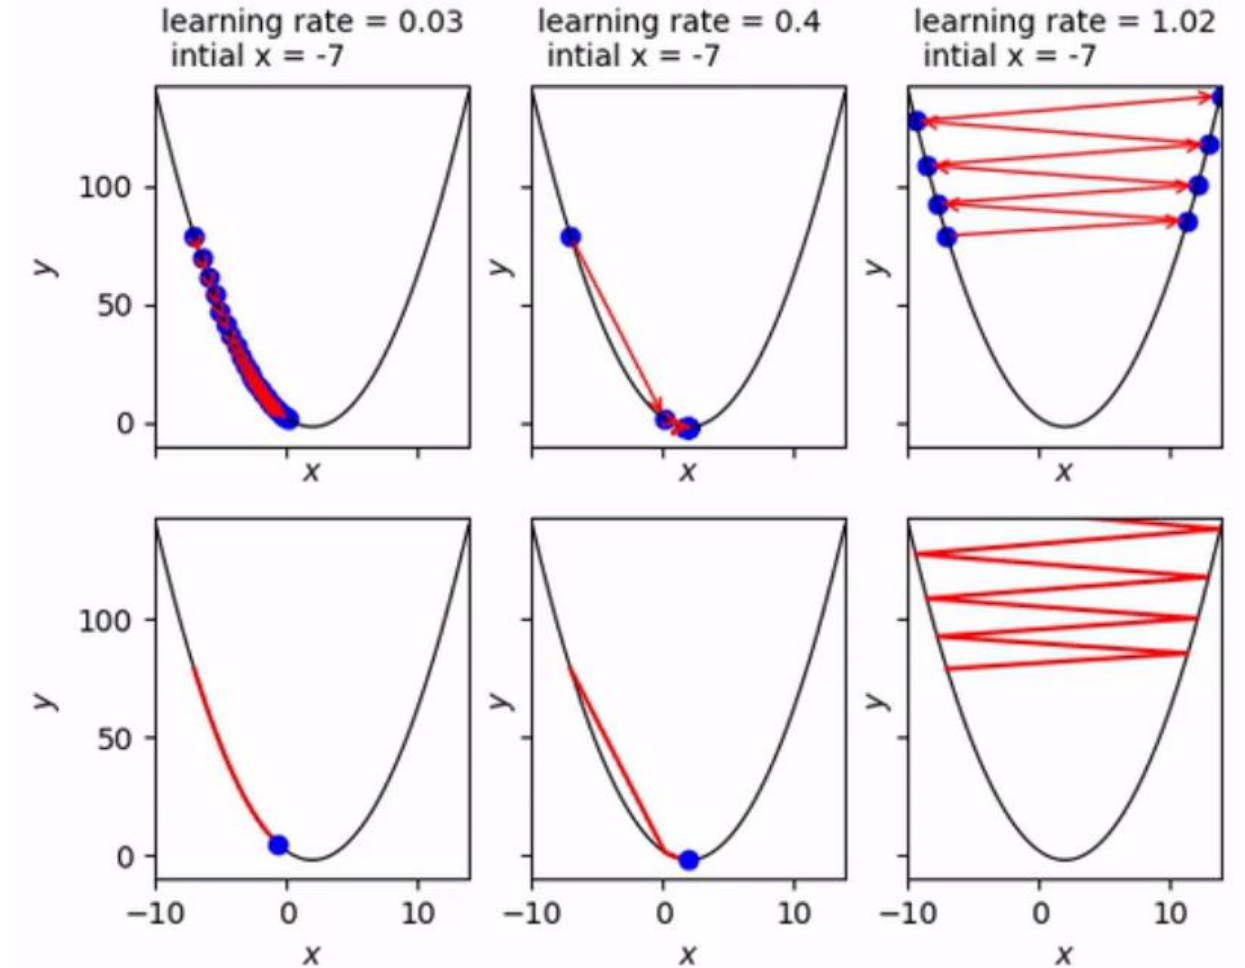 learning rate = 0.03
intial x = -7
learning rate = 0.4
intial x = -7
learning rate = 1.02
intial x = -7
100
50
0
y
x
y
x
y
x
100
50
0
y
−10
0
10
x
y
−10
0
10
x
y
−10
0
10
x